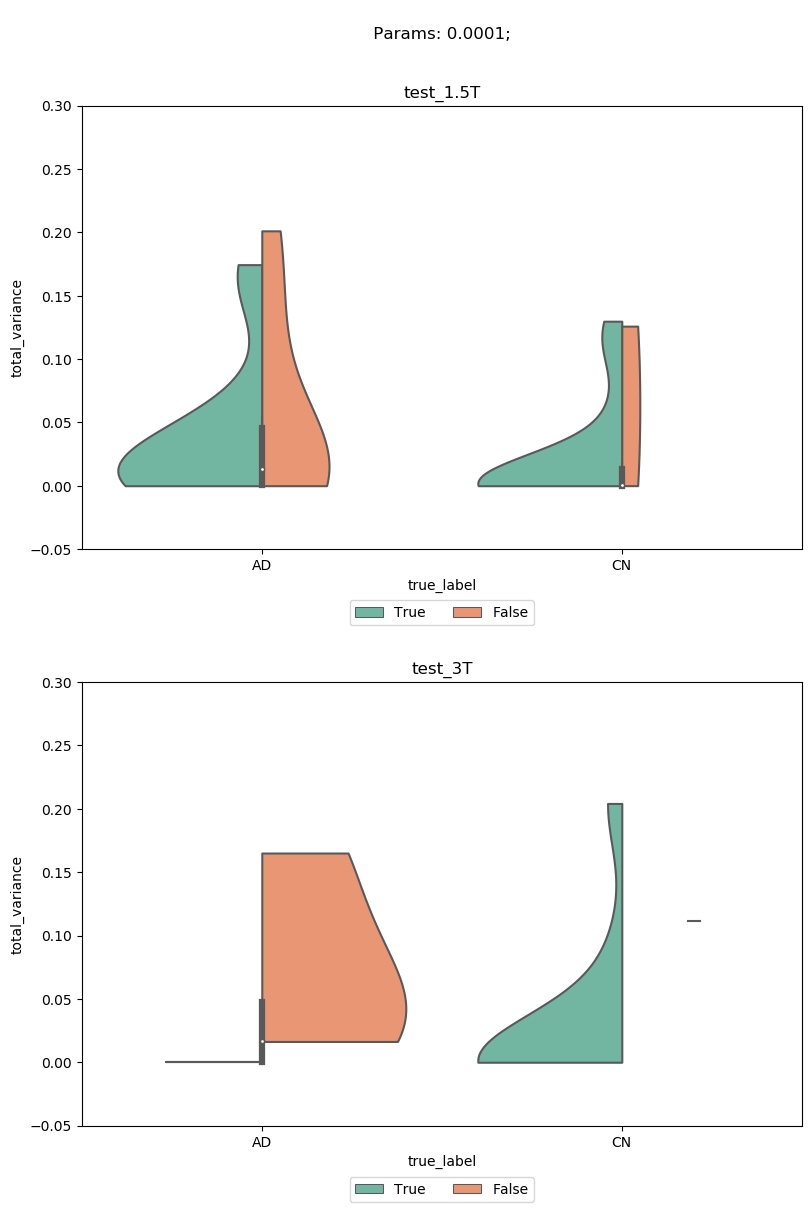 Params: 0.0001;
test_1.5T
0.30
0.25
0.20
0.15
0.10
0.05
0.00
−0.05
total_variance
AD
CN
true_label
True
False
test_3T
0.30
0.25
0.20
0.15
0.10
0.05
0.00
−0.05
total_variance
AD
CN
true_label
True
False